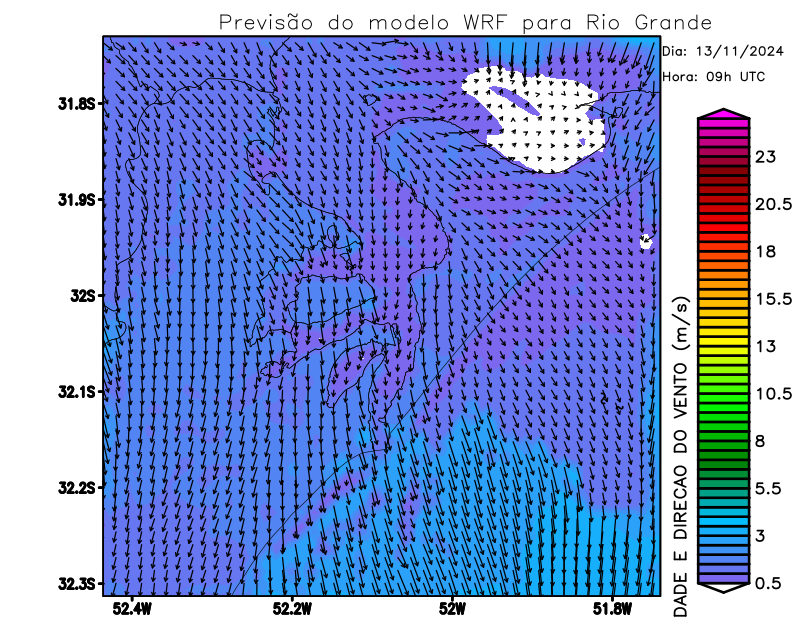 Previsão do modelo WRF para Rio Grande
Dia: 13/11/2024
Hora: 09h UTC
31.8S
31.9S
32S
32.1S
32.2S
32.3S
52.4W
52.2W
52W
51.8W
23
20.5
18
15.5
13
10.5
8
5.5
3
0.5
DADE E DIRECAO DO VENTO (m/s)